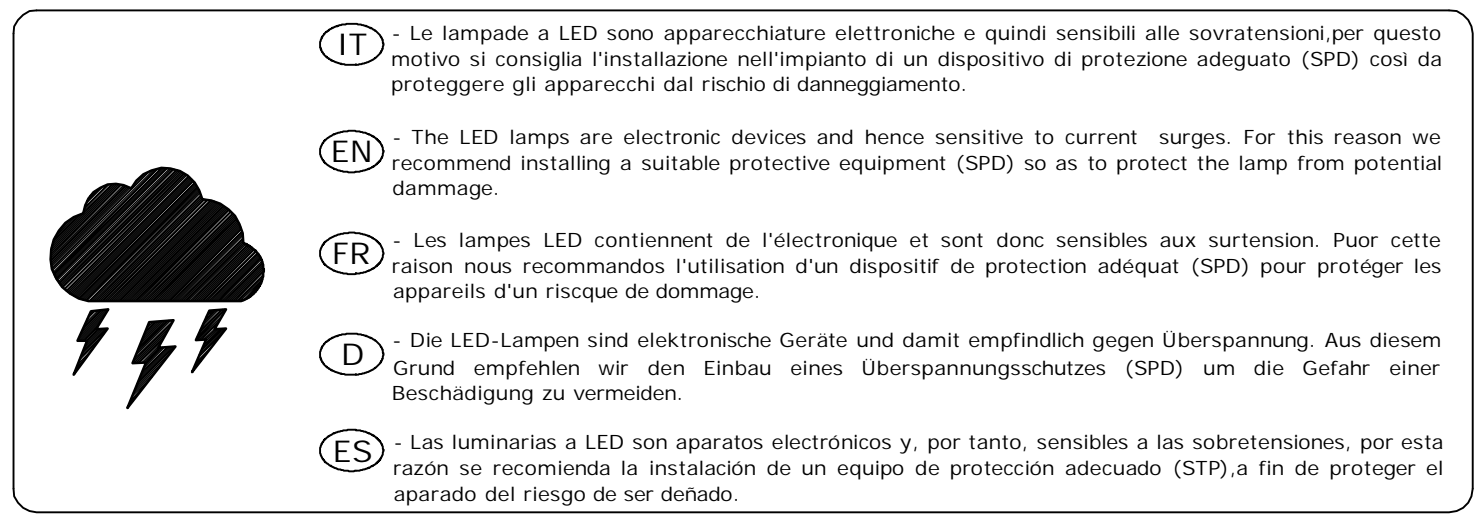 IT - Le lampade a LED sono apparecchiature elettroniche e quindi sensibili alle sovratensioni,per questo
motivo si consiglia l'installazione nell'impianto di un dispositivo di protezione adeguato (SPD) così da
proteggere gli apparecchi dal rischio di danneggiamento.
EN - The LED lamps are electronic devices and hence sensitive to current surges. For this reason we
recommend installing a suitable protective equipment (SPD) so as to protect the lamp from potential
dammage.
FR - Les lampes LED contiennent de l'électronique et sont donc sensibles aux surtension. Puor cette
raison nous recommandos l'utilisation d'un dispositif de protection adéquat (SPD) pour protéger les
appareils d'un riscque de dommage.
D - Die LED-Lampen sind elektronische Geräte und damit empfindlich gegen Überspannung. Aus diesem
Grund empfehlen wir den Einbau eines Überspannungsschutzes (SPD) um die Gefahr einer
Beschädigung zu vermeiden.
ES - Las luminarias a LED son aparatos electrónicos y, por tanto, sensibles a las sobretensiones, por esta
razón se recomienda la instalación de un equipo de protección adecuado (STP),a fin de proteger el
aparado del riesgo de ser deñado.